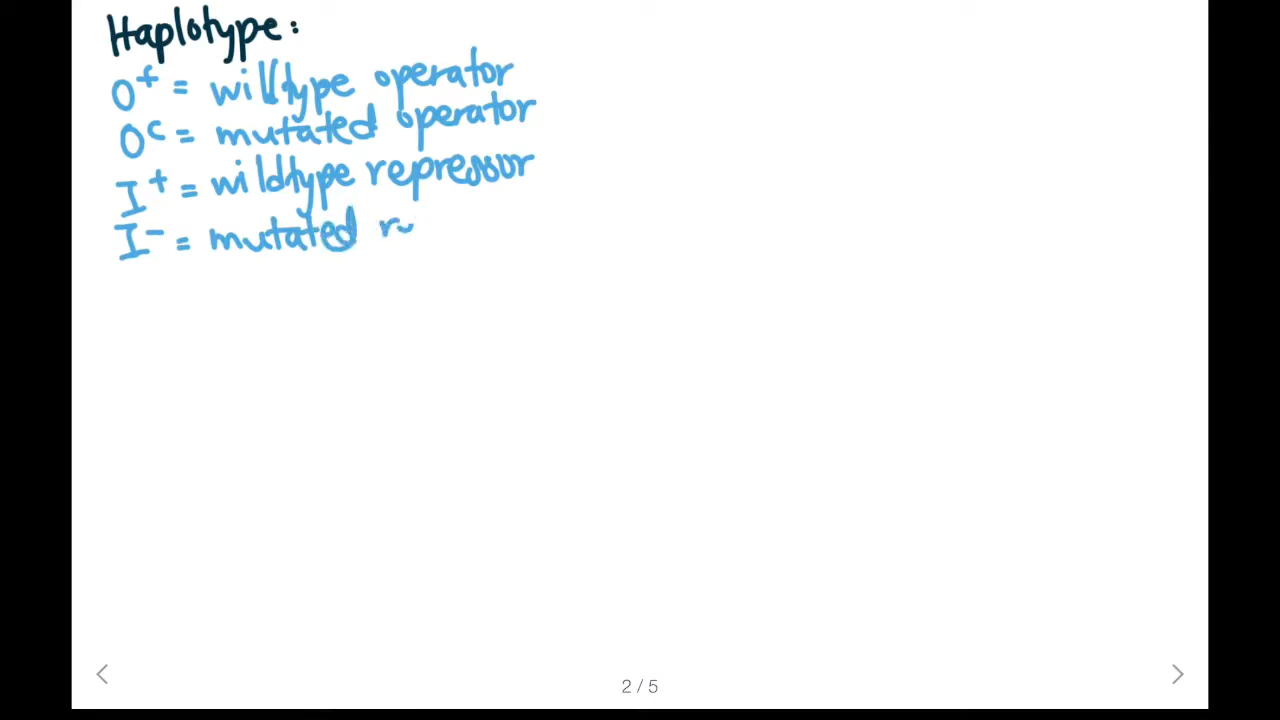 Haplotype:
O⁺ = wildtype operator
Oᶜ = mutated operator
I⁺ = wildtype repressor
I⁻ = mutated
2 / 5